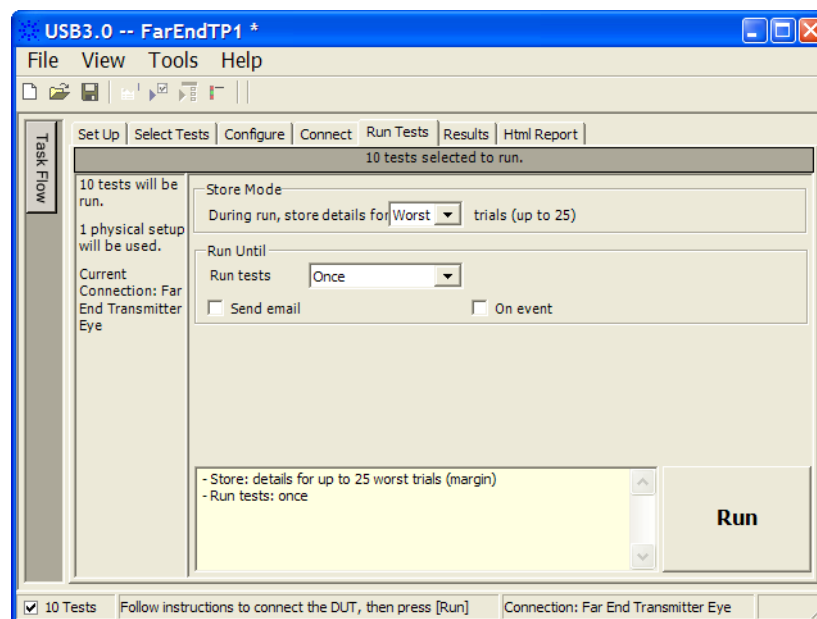 USB3.0 -- FarEndTP1 *
File View Tools Help
Task Flow
Set Up Select Tests Configure Connect Run Tests Results Html Report
10 tests selected to run.
10 tests will be
run.
1 physical setup
will be used.
Current
Connection: Far
End Transmitter
Eye
Store Mode
During run, store details for Worst trials (up to 25)
Run Until
Run tests Once
Send email On event
- Store: details for up to 25 worst trials (margin)
- Run tests: once
Run
10 Tests Follow instructions to connect the DUT, then press [Run] Connection: Far End Transmitter Eye